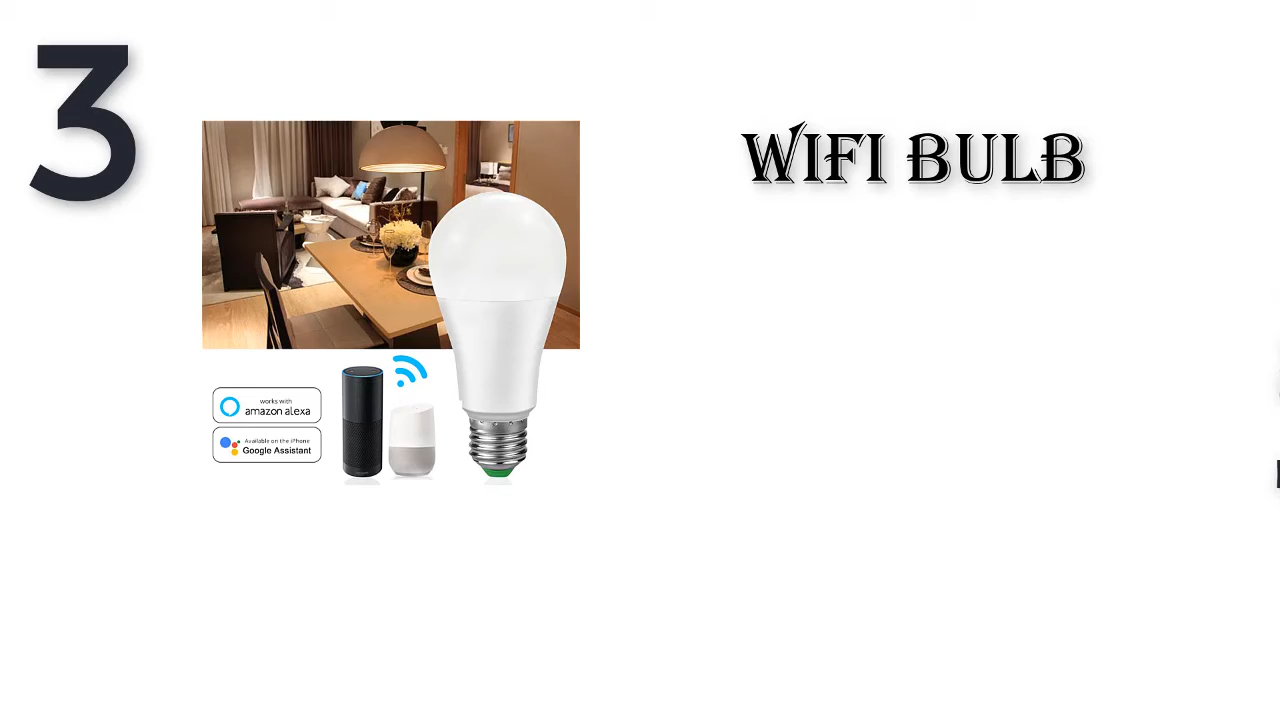 3
WIFI BULB
works with
amazon alexa
Available on the iPhone
Google Assistant